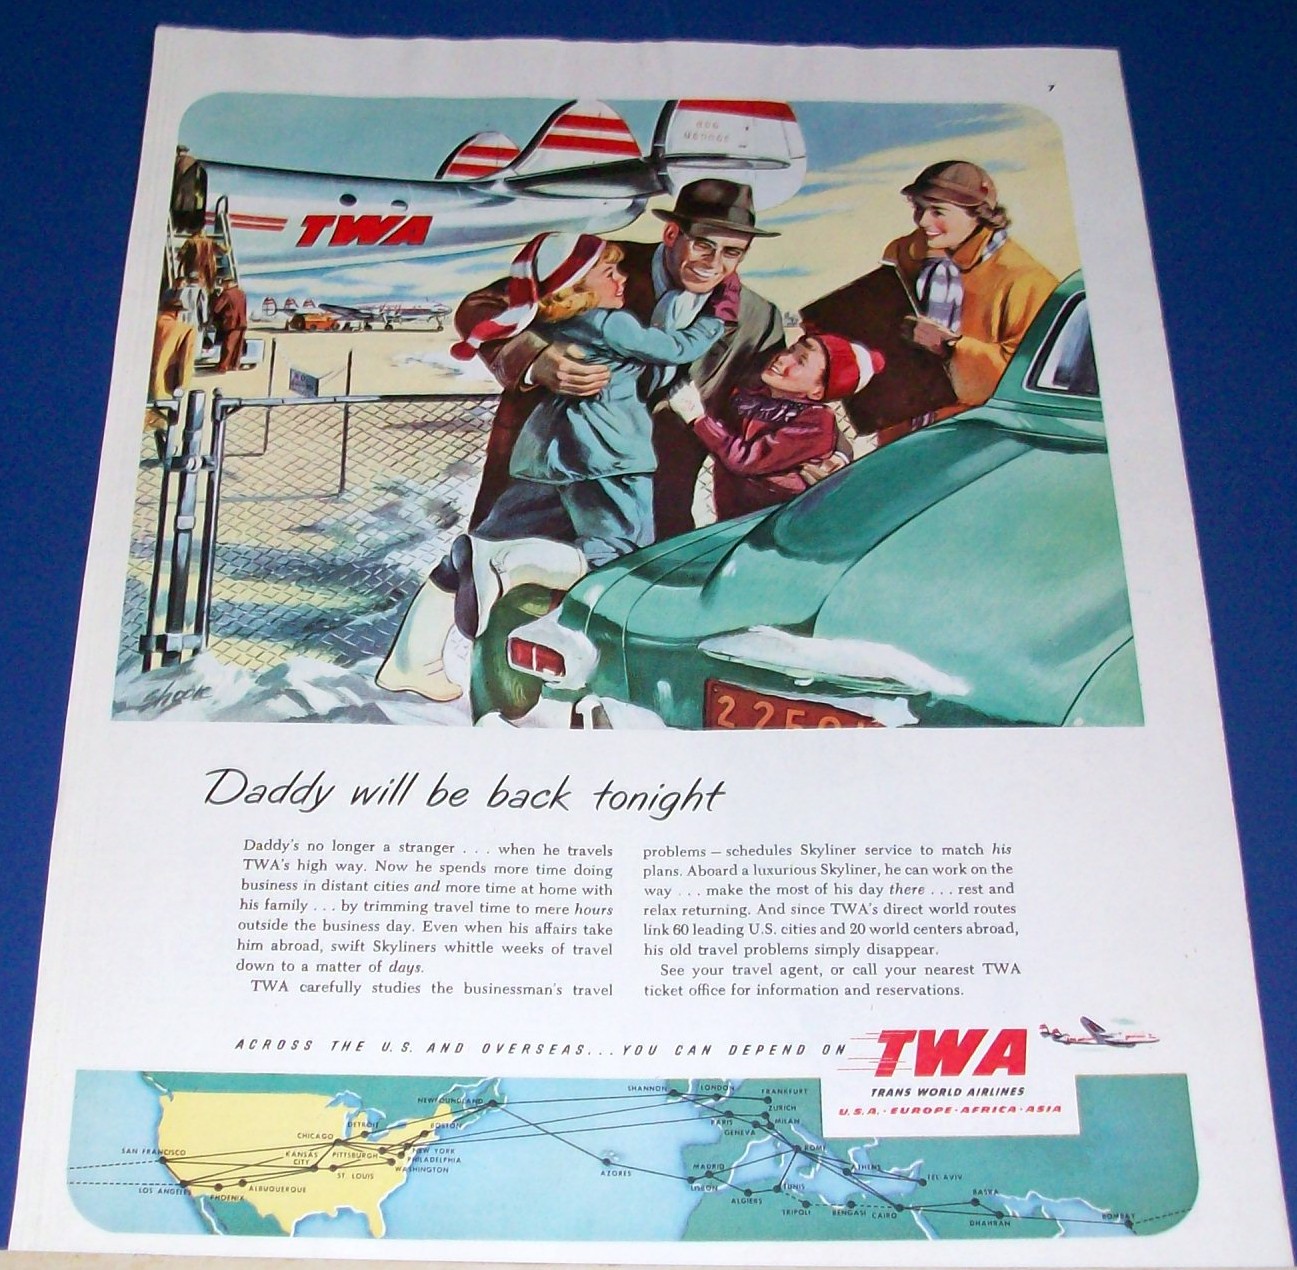 7
TWA
Shook
Daddy will be back tonight
Daddy's no longer a stranger . . . when he travels
TWA's high way. Now he spends more time doing
business in distant cities and more time at home with
his family . . . by trimming travel time to mere hours
outside the business day. Even when his affairs take
him abroad, swift Skyliners whittle weeks of travel
down to a matter of days.
TWA carefully studies the businessman's travel
problems — schedules Skyliner service to match his
plans. Aboard a luxurious Skyliner, he can work on the
way . . . make the most of his day there . . . rest and
relax returning. And since TWA's direct world routes
link 60 leading U.S. cities and 20 world centers abroad,
his old travel problems simply disappear.
See your travel agent, or call your nearest TWA
ticket office for information and reservations.
ACROSS THE U.S. AND OVERSEAS...YOU CAN DEPEND ON
TWA
TRANS WORLD AIRLINES
U.S.A. · EUROPE · AFRICA · ASIA
SAN FRANCISCO
LOS ANGELES
PHOENIX
ALBUQUERQUE
CHICAGO
DETROIT
KANSAS
CITY
PITTSBURGH
ST LOUIS
BOSTON
NEW YORK
PHILADELPHIA
WASHINGTON
NEWFOUNDLAND
AZORES
SHANNON
LONDON
FRANKFURT
ZURICH
PARIS
MILAN
GENEVA
ROME
MADRID
LISBON
ALGIERS
TUNIS
TRIPOLI
BENGASI
CAIRO
ATHENS
TEL AVIV
BASRA
DHAHRAN
BOMBAY